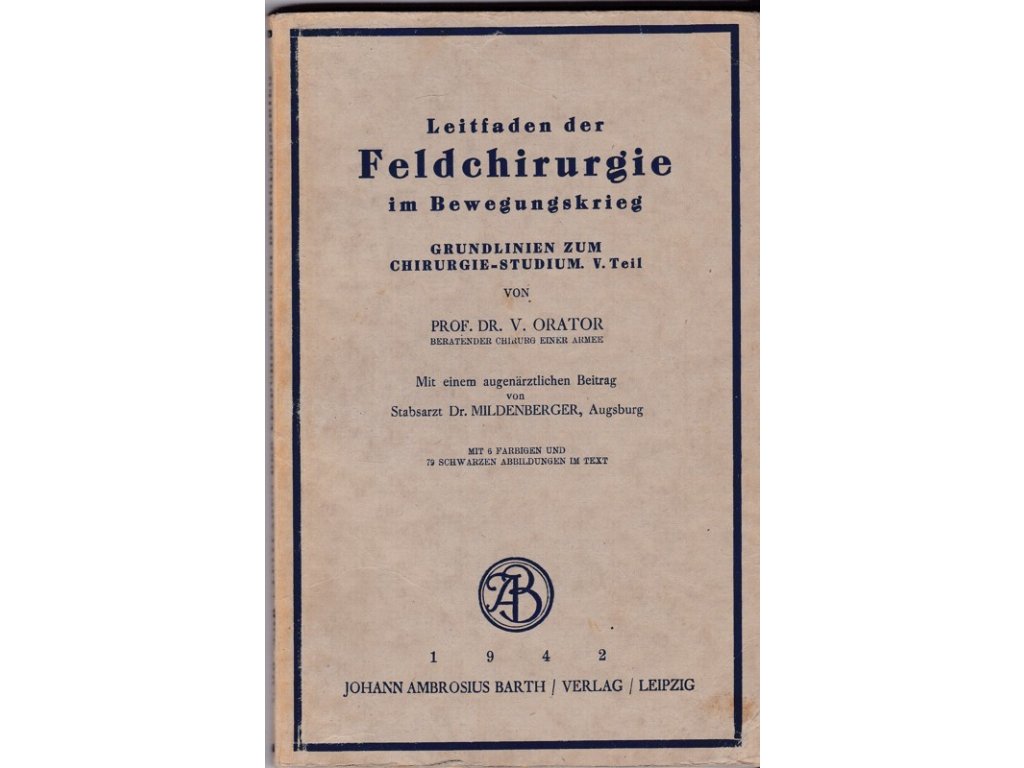 Leitfaden der
Feldchirurgie
im Bewegungskrieg
GRUNDLINIEN ZUM
CHIRURGIE-STUDIUM. V. Teil
VON
PROF. DR. V. ORATOR
BERATENDER CHIRURG EINER ARMEE
Mit einem augenärztlichen Beitrag
von
Stabsarzt Dr. MILDENBERGER, Augsburg
MIT 6 FARBIGEN UND
79 SCHWARZEN ABBILDUNGEN IM TEXT
JAB
1 9 4 2
JOHANN AMBROSIUS BARTH / VERLAG / LEIPZIG